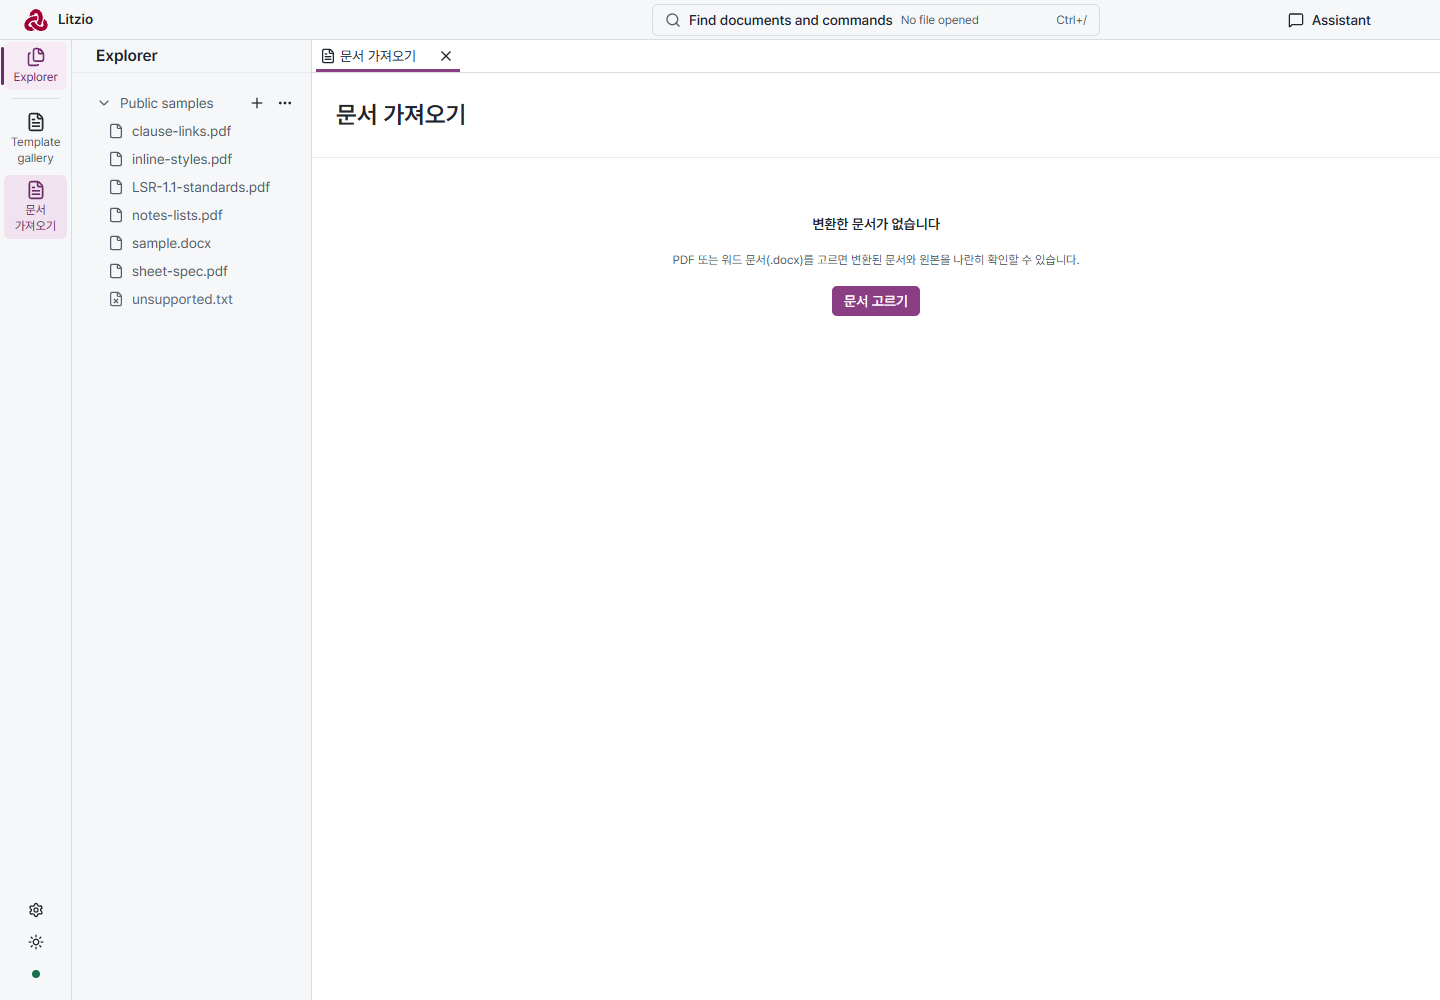 Litzio
Find documents and commands No file opened Ctrl+/
Assistant
Explorer
Template
gallery
문서
가져오기
Explorer
Public samples
clause-links.pdf
inline-styles.pdf
LSR-1.1-standards.pdf
notes-lists.pdf
sample.docx
sheet-spec.pdf
unsupported.txt
문서 가져오기
문서 가져오기
변환한 문서가 없습니다
PDF 또는 워드 문서(.docx)를 고르면 변환된 문서와 원본을 나란히 확인할 수 있습니다.
문서 고르기